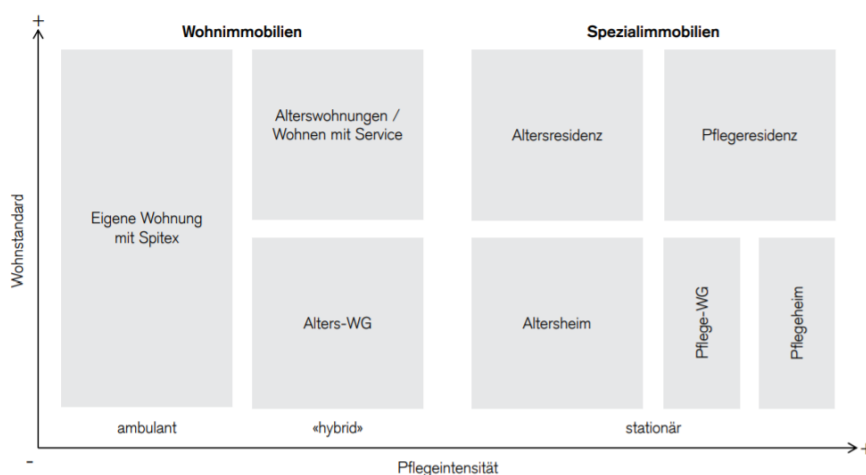 +
Wohnimmobilien
Spezialimmobilien
Wohnstandard
Eigene Wohnung
mit Spitex
Alterswohnungen /
Wohnen mit Service
Altersresidenz
Pflegeresidenz
Alters-WG
Altersheim
Pflege-WG
Pflegeheim
ambulant
«hybrid»
stationär
-
Pflegeintensität
+